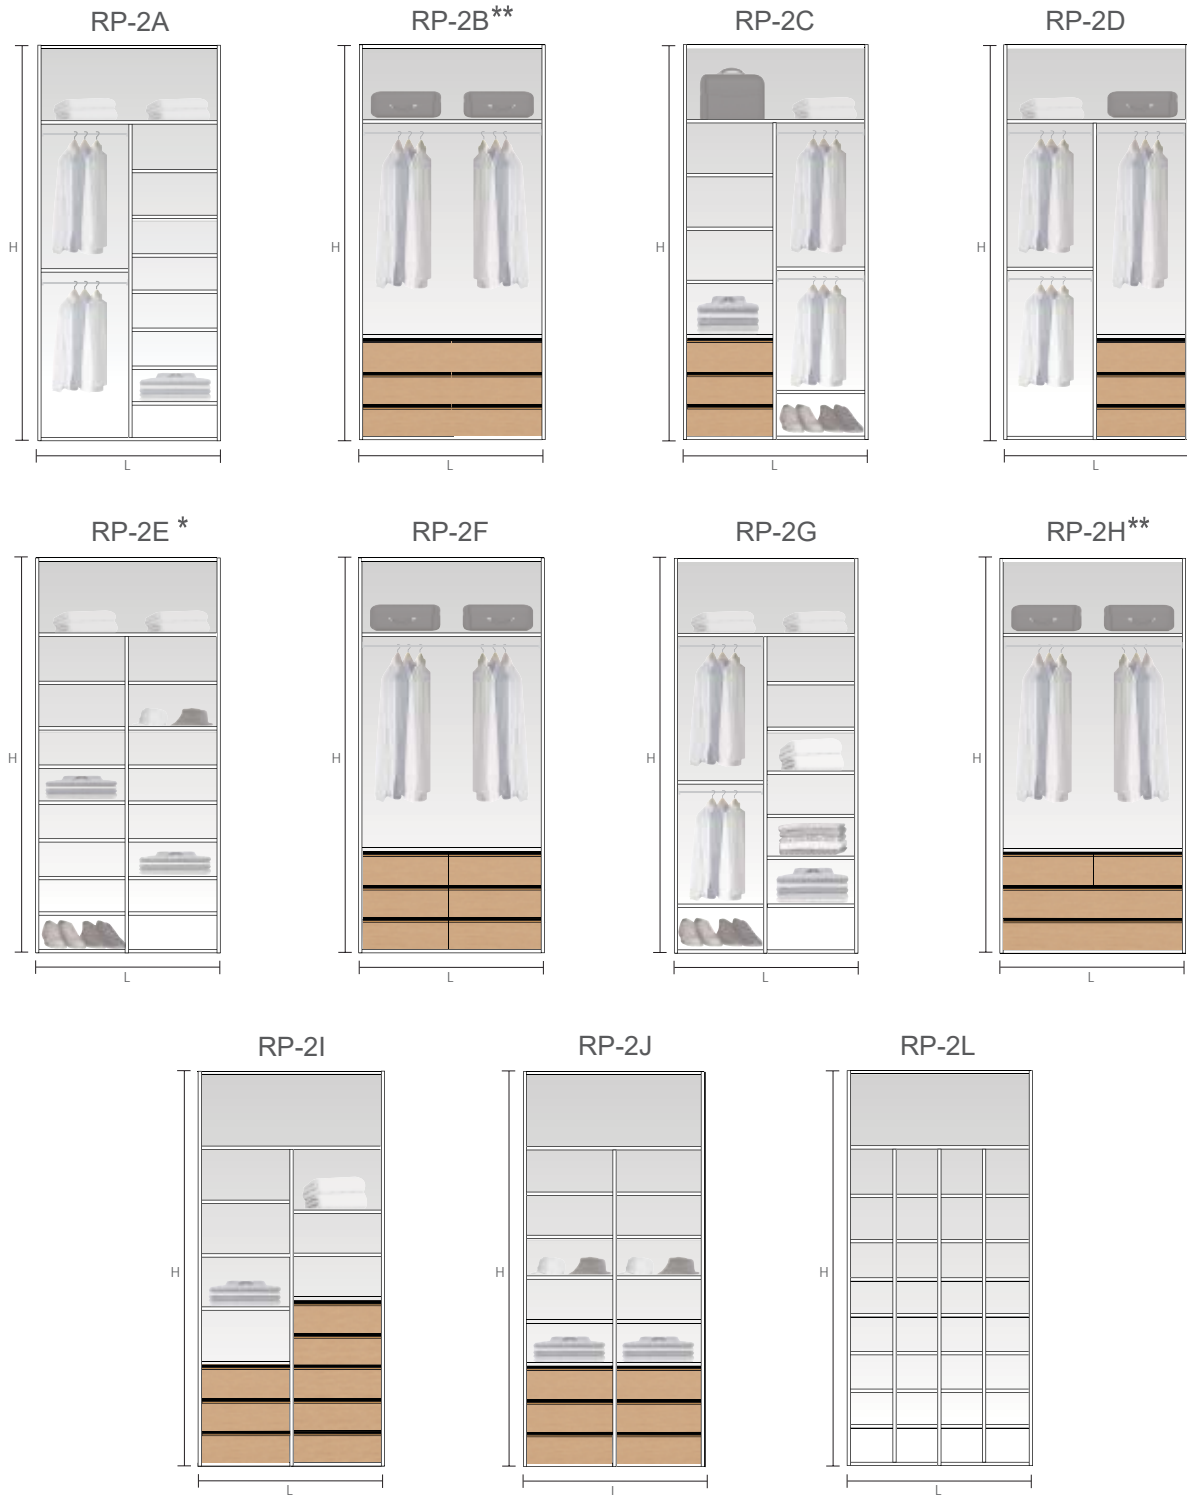 RP-2A RP-2B** RP-2C RP-2D
H H H H
L L L L
RP-2E * RP-2F RP-2G RP-2H**
H H H H
L L L L
RP-2I RP-2J RP-2L
H H H
L L L